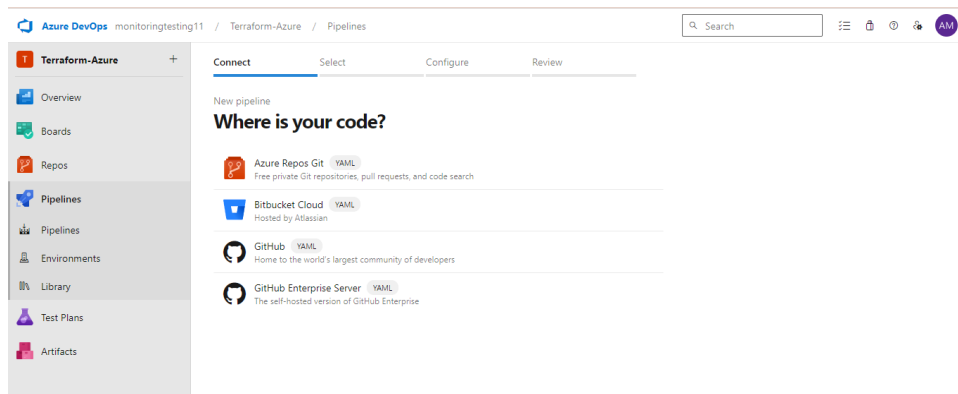 Azure DevOps monitoringtesting11 / Terraform-Azure / Pipelines
Search
AM
T Terraform-Azure +
Overview
Boards
Repos
Pipelines
Pipelines
Environments
Library
Test Plans
Artifacts
Connect Select Configure Review
New pipeline
Where is your code?
Azure Repos Git YAML
Free private Git repositories, pull requests, and code search
Bitbucket Cloud YAML
Hosted by Atlassian
GitHub YAML
Home to the world's largest community of developers
GitHub Enterprise Server YAML
The self-hosted version of GitHub Enterprise